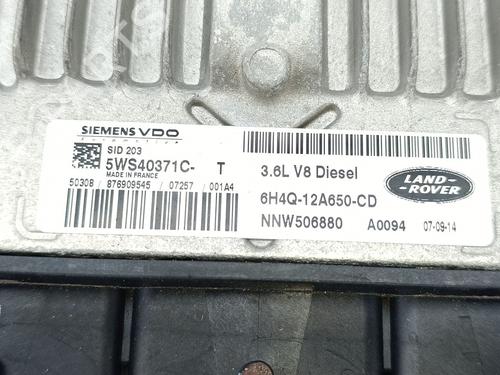 SIEMENS VDO
Automotive
SID 203
5WS40371C- T
MADE IN FRANCE
50308 / 876909545 / 07257 / 001A4
3.6L V8 Diesel
6H4Q-12A650-CD
NNW506880 A0094 07-09-14
LAND-
ROVER